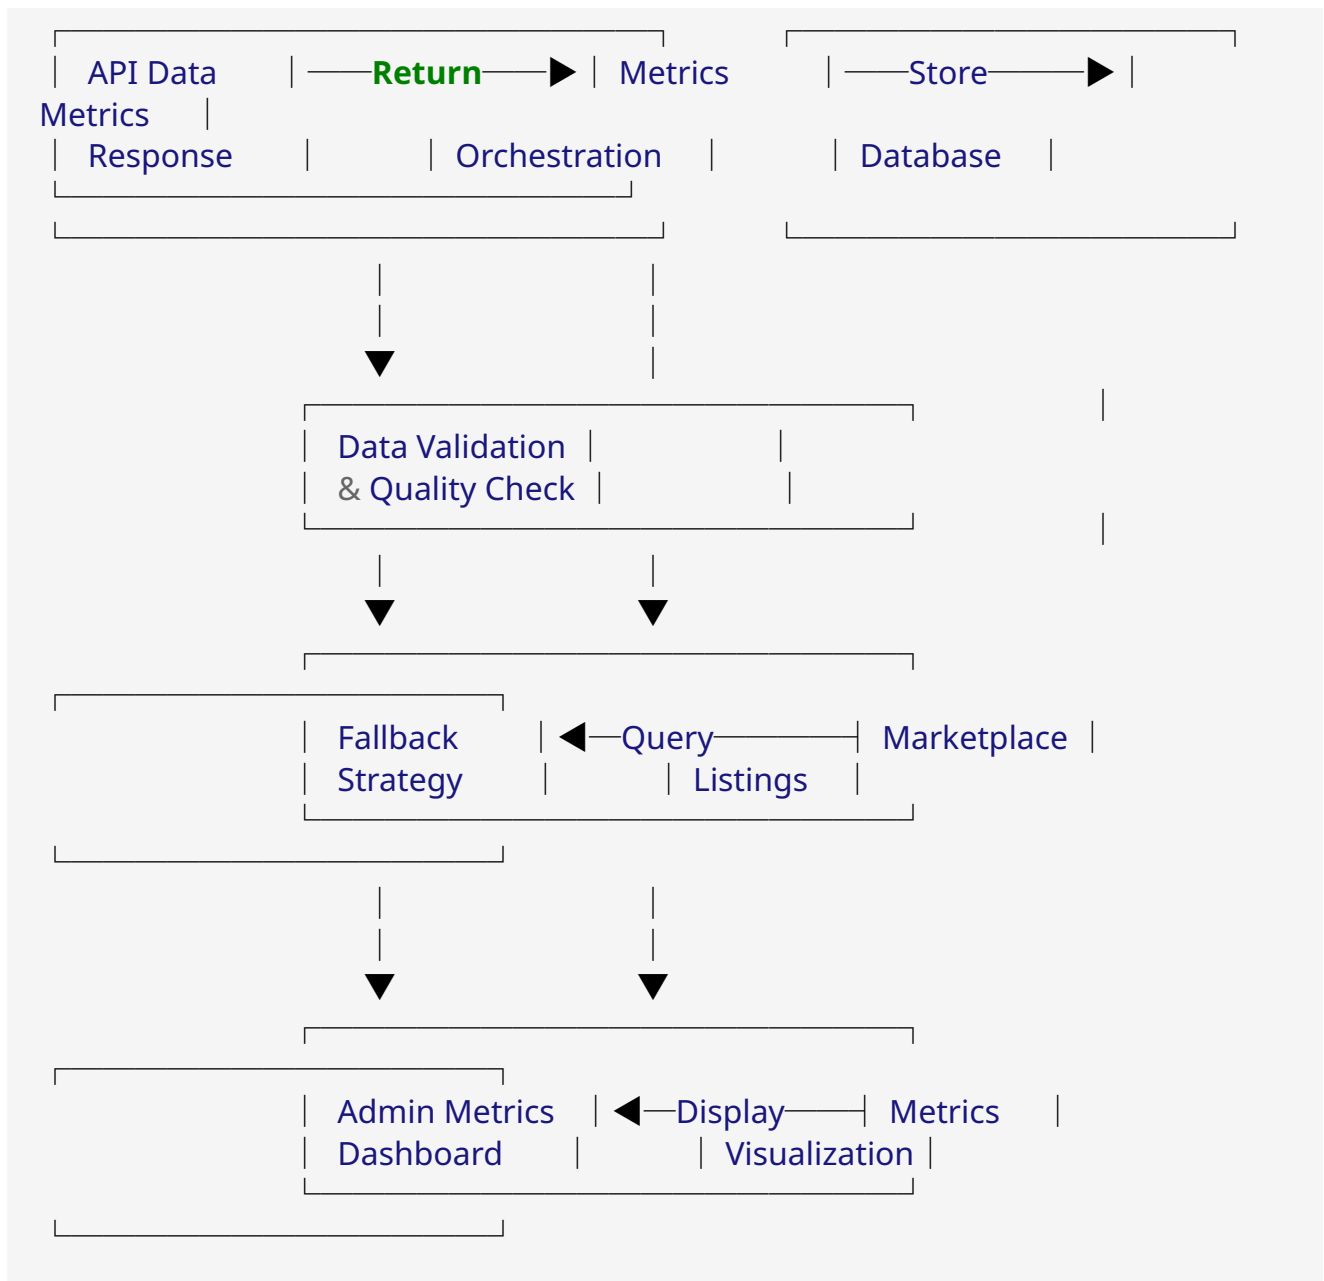 API Data Return Metrics Store
Metrics
Response Orchestration Database
Data Validation
& Quality Check
Fallback Query Marketplace
Strategy Listings
Admin Metrics Display Metrics
Dashboard Visualization